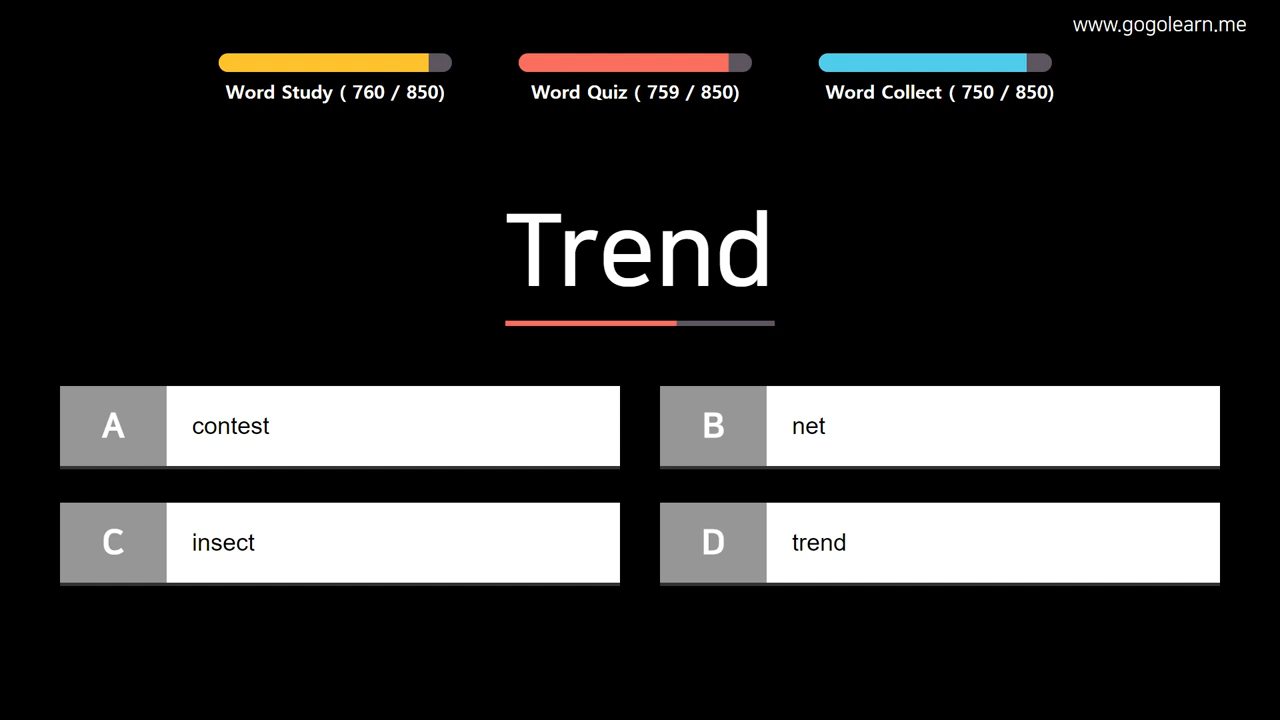 www.gogolearn.me
Word Study ( 760 / 850)
Word Quiz ( 759 / 850)
Word Collect ( 750 / 850)
Trend
A contest
B net
C insect
D trend